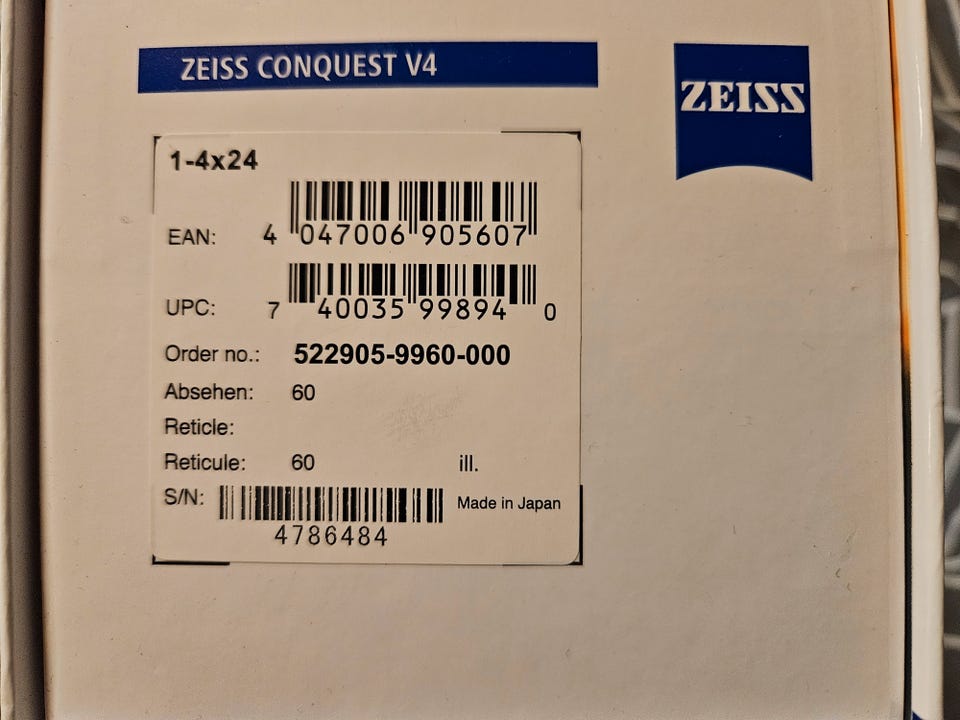 ZEISS CONQUEST V4
ZEISS
1-4x24
EAN: 4 047006 905607
UPC: 7 40035 99894 0
Order no.: 522905-9960-000
Absehen: 60
Reticle:
Reticule: 60 ill.
S/N: Made in Japan
4786484